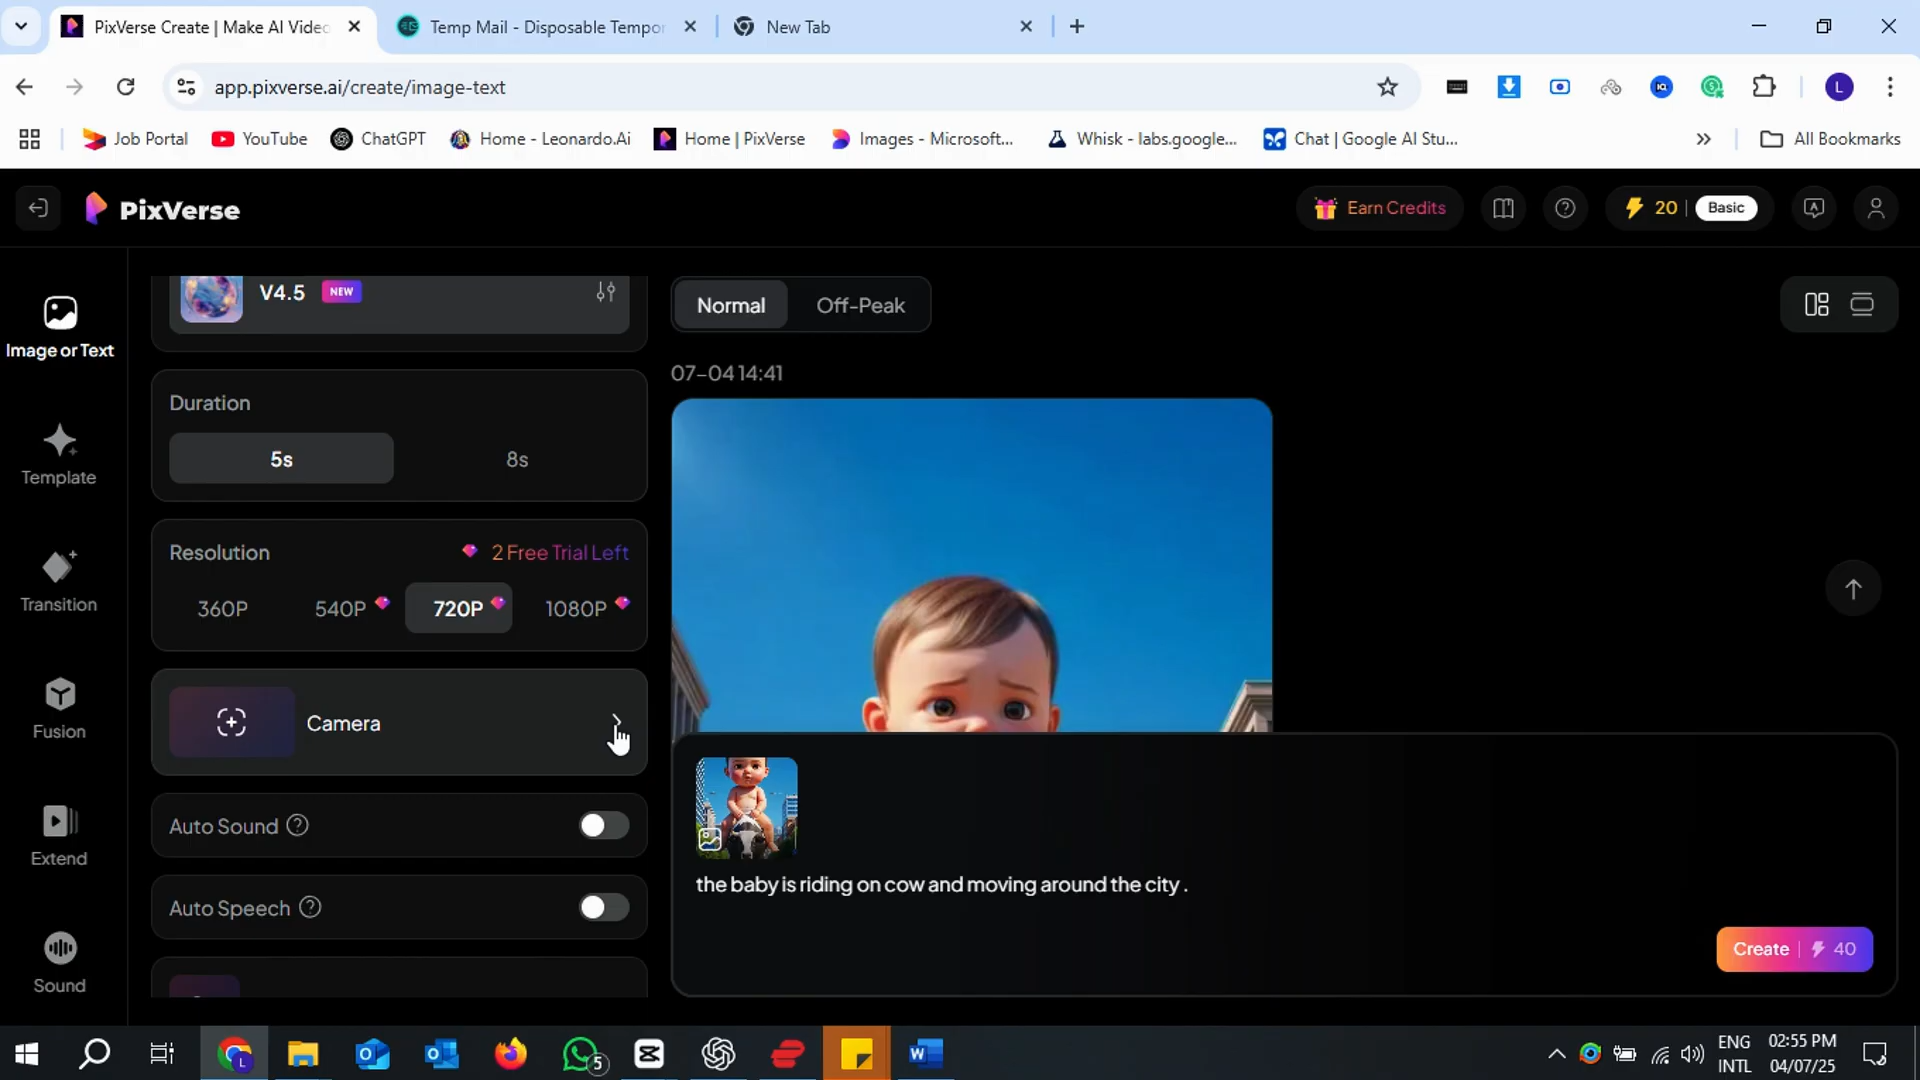 PixVerse Create | Make AI Video
Temp Mail - Disposable Tempor
New Tab
app.pixverse.ai/create/image-text
L
Job Portal
YouTube
ChatGPT
Home - Leonardo.Ai
Home | PixVerse
Images - Microsoft...
Whisk - labs.google...
Chat | Google AI Stu...
All Bookmarks
PixVerse
Earn Credits
20 | Basic
Image or Text
Template
Transition
Fusion
Extend
Sound
V4.5 NEW
Duration
5s 8s
Resolution 2 Free Trial Left
360P 540P 720P 1080P
Camera
Auto Sound
Auto Speech
Normal Off-Peak
07-04 14:41
the baby is riding on cow and moving around the city .
Create | 40
5
ENG
INTL
02:55 PM
04/07/25